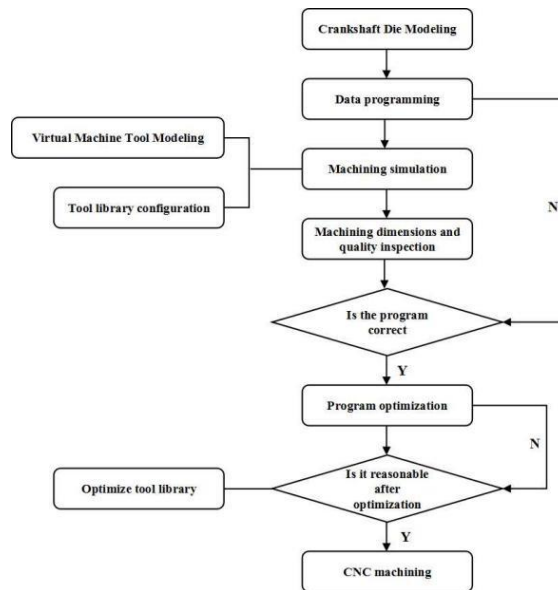 Crankshaft Die Modeling
Data programming
Virtual Machine Tool Modeling
Machining simulation
Tool library configuration
N
Machining dimensions and
quality inspection
Is the program
correct
Y
Program optimization
N
Is it reasonable
after
optimization
Optimize tool library
Y
CNC machining